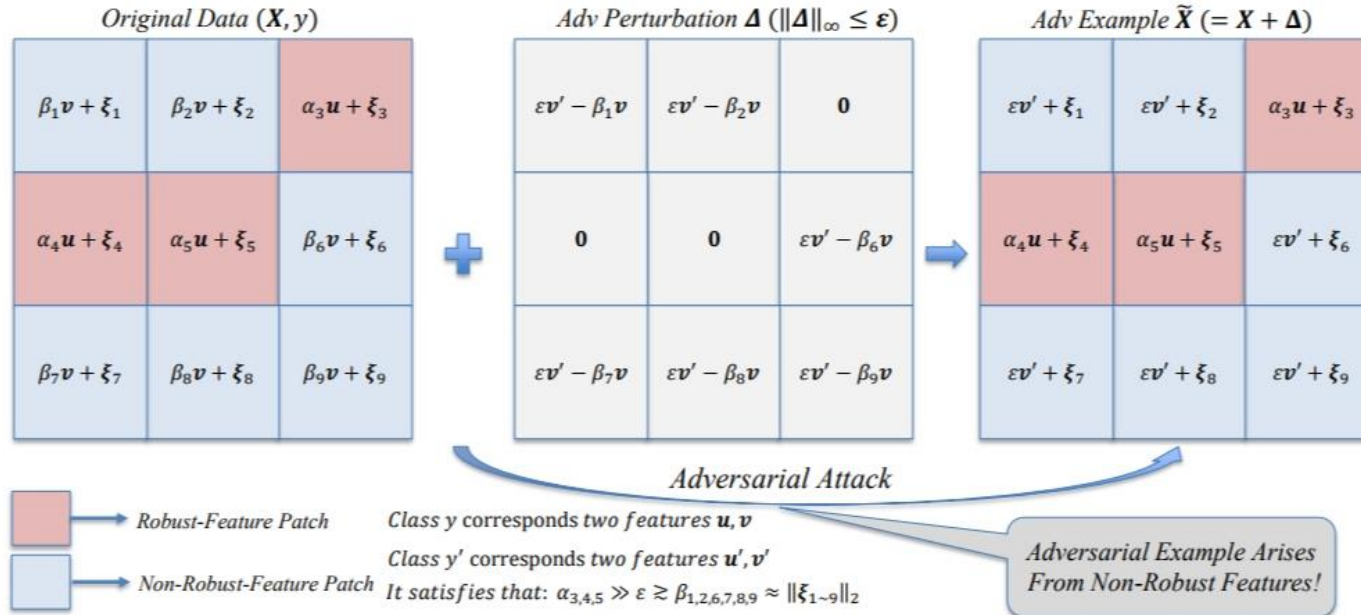 Original Data (X, y)
Adv Perturbation Δ (‖Δ‖∞ ≤ ε)
Adv Example X̃ (= X + Δ)
β₁v + ξ₁ β₂v + ξ₂ α₃u + ξ₃
α₄u + ξ₄ α₅u + ξ₅ β₆v + ξ₆
β₇v + ξ₇ β₈v + ξ₈ β₉v + ξ₉
εv′ − β₁v εv′ − β₂v 0
0 0 εv′ − β₆v
εv′ − β₇v εv′ − β₈v εv′ − β₉v
εv′ + ξ₁ εv′ + ξ₂ α₃u + ξ₃
α₄u + ξ₄ α₅u + ξ₅ εv′ + ξ₆
εv′ + ξ₇ εv′ + ξ₈ εv′ + ξ₉
Adversarial Attack
Robust-Feature Patch
Non-Robust-Feature Patch
Class y corresponds two features u, v
Class y′ corresponds two features u′, v′
It satisfies that: α₃,₄,₅ ≫ ε ≳ β₁,₂,₆,₇,₈,₉ ≈ ‖ξ₁~₉‖₂
Adversarial Example Arises
From Non-Robust Features!